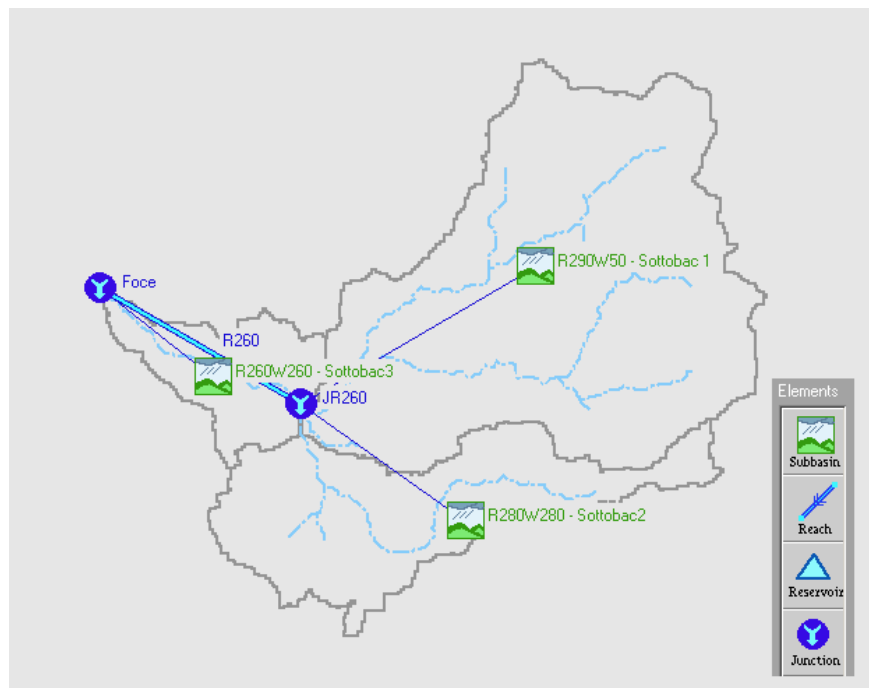 R290W50 - Sottobac 1
Foce
R260
R260W260 - Sottobac3
JR260
R280W280 - Sottobac2
Elements
Subbasin
Reach
Reservoir
Junction